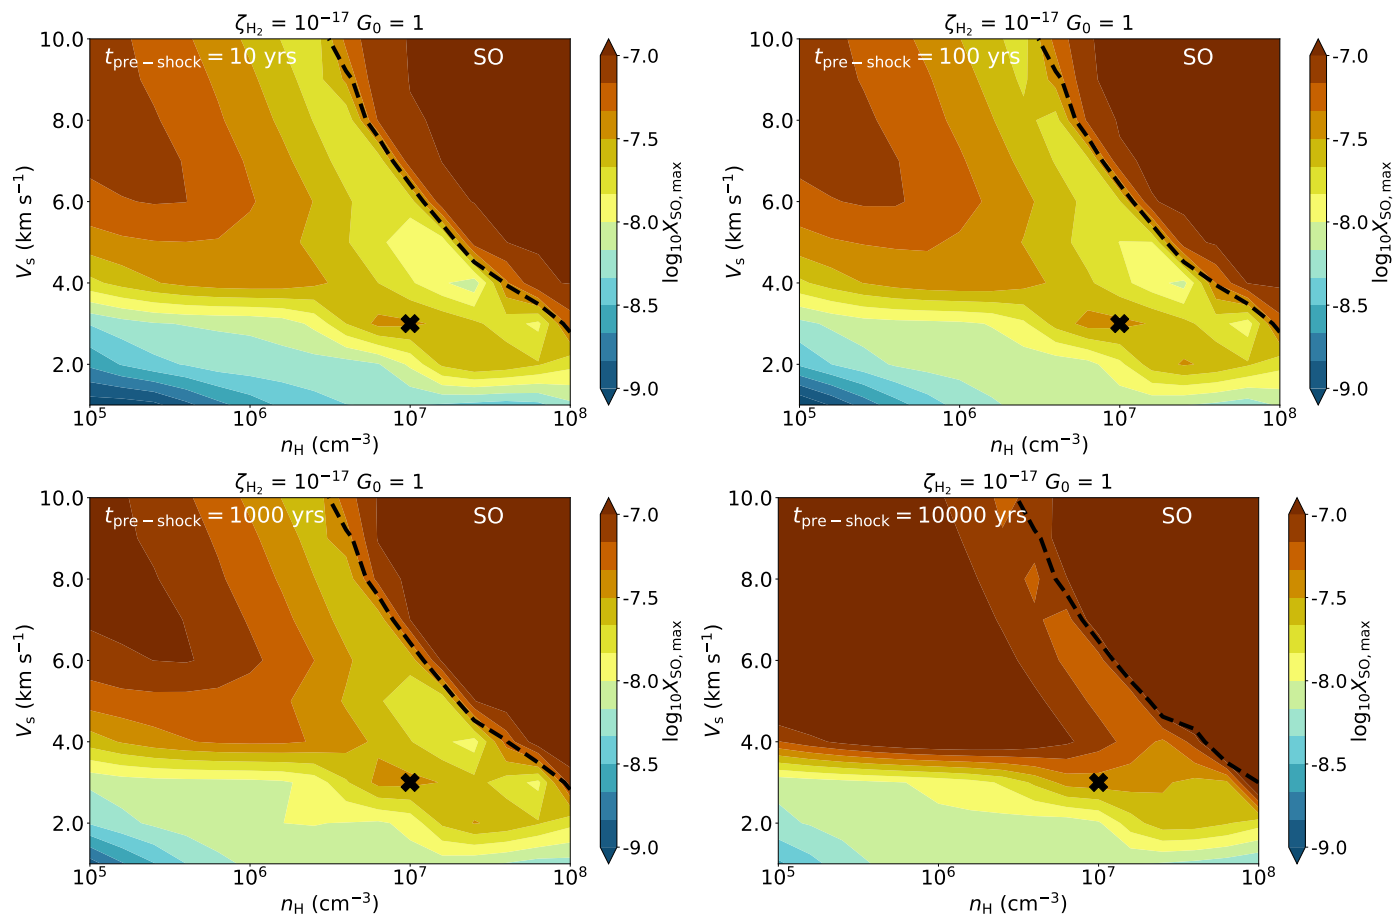 ζH₂ = 10⁻¹⁷ G₀ = 1
tpre−shock = 10 yrs
SO
10.0
8.0
6.0
4.0
2.0
Vs (km s⁻¹)
10⁵ 10⁶ 10⁷ 10⁸
nH (cm⁻³)
-7.0
-7.5
-8.0
-8.5
-9.0
log₁₀XSO, max
ζH₂ = 10⁻¹⁷ G₀ = 1
tpre−shock = 100 yrs
SO
10.0
8.0
6.0
4.0
2.0
Vs (km s⁻¹)
10⁵ 10⁶ 10⁷ 10⁸
nH (cm⁻³)
-7.0
-7.5
-8.0
-8.5
-9.0
log₁₀XSO, max
ζH₂ = 10⁻¹⁷ G₀ = 1
tpre−shock = 1000 yrs
SO
10.0
8.0
6.0
4.0
2.0
Vs (km s⁻¹)
10⁵ 10⁶ 10⁷ 10⁸
nH (cm⁻³)
-7.0
-7.5
-8.0
-8.5
-9.0
log₁₀XSO, max
ζH₂ = 10⁻¹⁷ G₀ = 1
tpre−shock = 10000 yrs
SO
10.0
8.0
6.0
4.0
2.0
Vs (km s⁻¹)
10⁵ 10⁶ 10⁷ 10⁸
nH (cm⁻³)
-7.0
-7.5
-8.0
-8.5
-9.0
log₁₀XSO, max